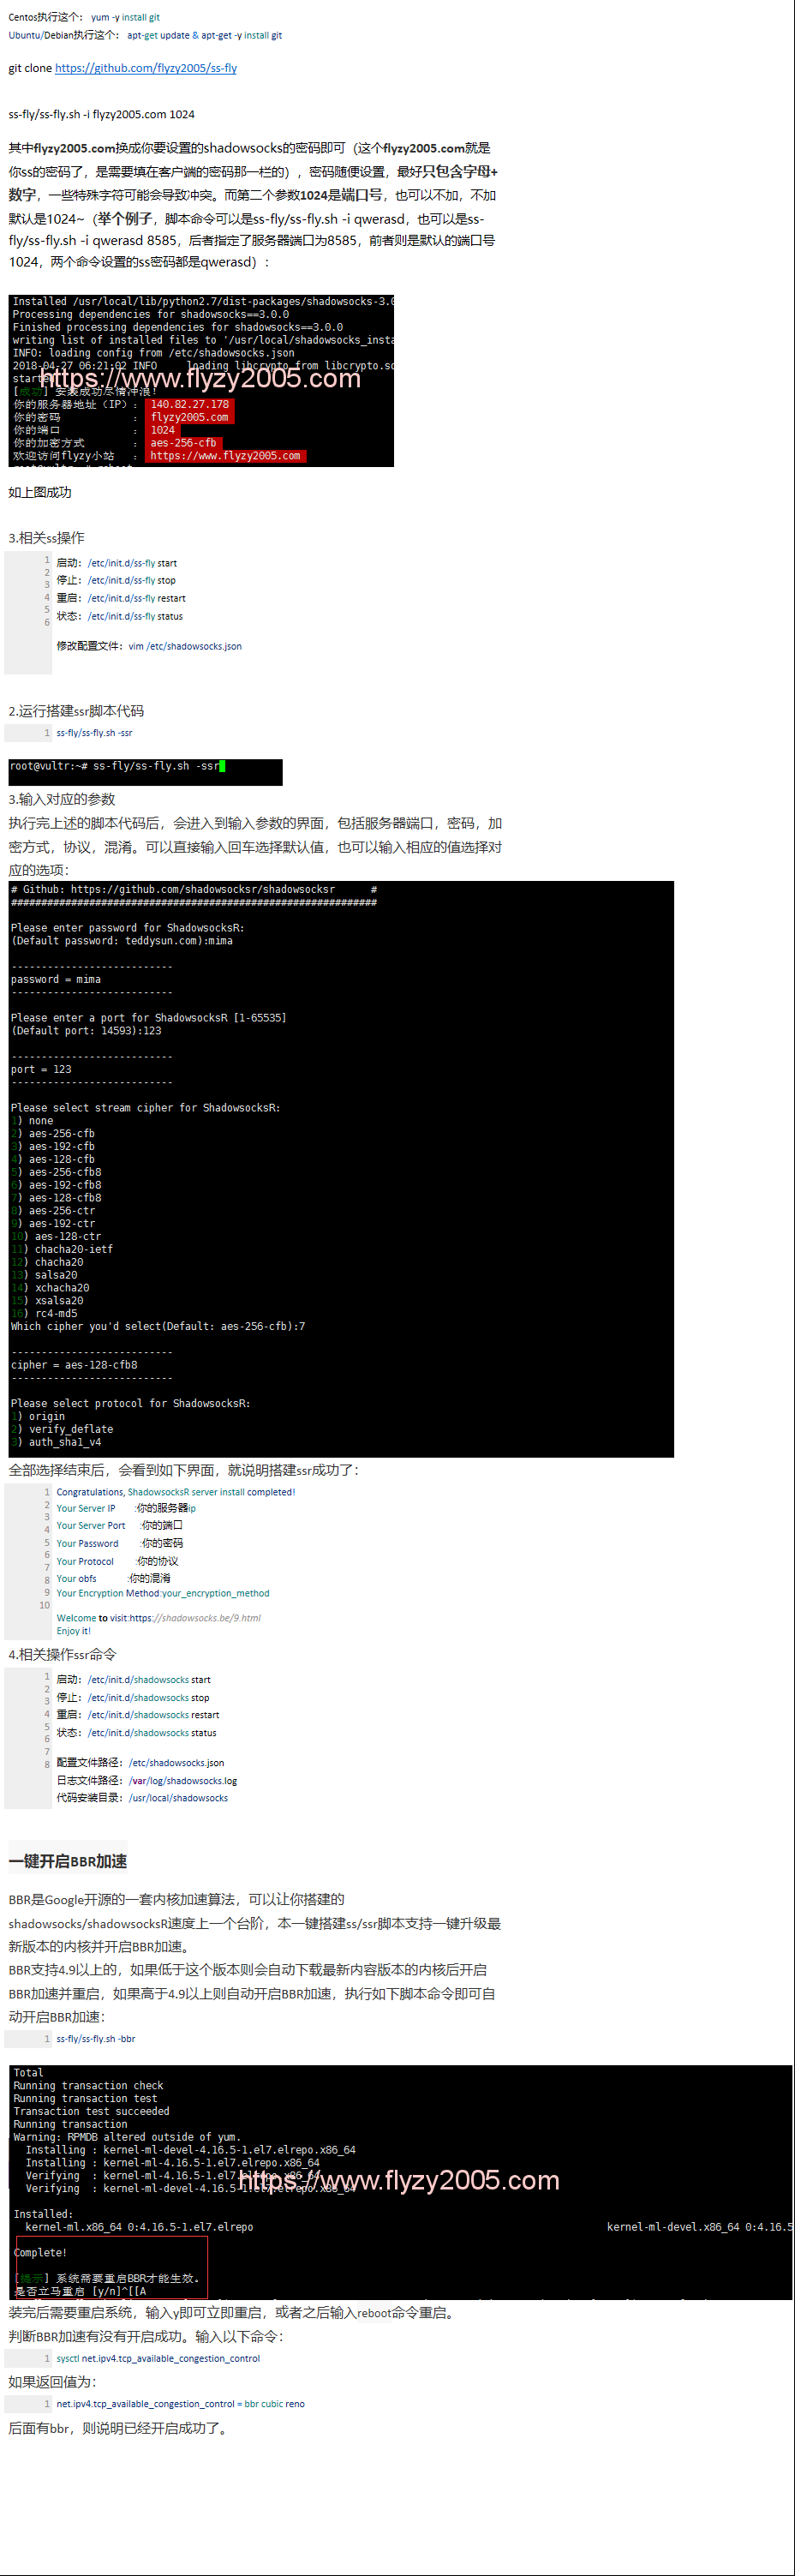 Centos执行这个： yum -y install git
Ubuntu/Debian执行这个： apt-get update & apt-get -y install git
git clone https://github.com/flyzy2005/ss-fly
ss-fly/ss-fly.sh -i flyzy2005.com 1024
其中flyzy2005.com换成你要设置的shadowsocks的密码即可（这个flyzy2005.com就是
你ss的密码了，是需要填在客户端的密码那一栏的），密码随便设置，最好只包含字母+
数字，一些特殊字符可能会导致冲突。而第二个参数1024是端口号，也可以不加，不加
默认是1024~（举个例子，脚本命令可以是ss-fly/ss-fly.sh -i qwerasd，也可以是ss-
fly/ss-fly.sh -i qwerasd 8585，后者指定了服务器端口为8585，前者则是默认的端口号
1024，两个命令设置的ss密码都是qwerasd）：
Installed /usr/local/lib/python2.7/dist-packages/shadowsocks-3.0
Processing dependencies for shadowsocks==3.0.0
Finished processing dependencies for shadowsocks==3.0.0
writing list of installed files to '/usr/local/shadowsocks_insta
INFO: loading config from /etc/shadowsocks.json
2018-04-27 06:21:02 INFO loading libcrypto from libcrypto.so
started
https://www.flyzy2005.com
[成功] 安装成功尽情冲浪！
你的服务器地址（IP）： 140.82.27.178
你的密码 ： flyzy2005.com
你的端口 ： 1024
你的加密方式 ： aes-256-cfb
欢迎访问flyzy小站 ： https://www.flyzy2005.com
root@vultr:~# reboot
如上图成功
3.相关ss操作
1 启动：/etc/init.d/ss-fly start
2 停止：/etc/init.d/ss-fly stop
3 重启：/etc/init.d/ss-fly restart
4 状态：/etc/init.d/ss-fly status
5
6 修改配置文件：vim /etc/shadowsocks.json
2.运行搭建ssr脚本代码
1 ss-fly/ss-fly.sh -ssr
root@vultr:~# ss-fly/ss-fly.sh -ssr
3.输入对应的参数
执行完上述的脚本代码后，会进入到输入参数的界面，包括服务器端口，密码，加
密方式，协议，混淆。可以直接输入回车选择默认值，也可以输入相应的值选择对
应的选项：
# Github: https://github.com/shadowsocksr/shadowsocksr #
#############################################################
Please enter password for ShadowsocksR:
(Default password: teddysun.com):mima
---------------------------
password = mima
---------------------------
Please enter a port for ShadowsocksR [1-65535]
(Default port: 14593):123
---------------------------
port = 123
---------------------------
Please select stream cipher for ShadowsocksR:
1) none
2) aes-256-cfb
3) aes-192-cfb
4) aes-128-cfb
5) aes-256-cfb8
6) aes-192-cfb8
7) aes-128-cfb8
8) aes-256-ctr
9) aes-192-ctr
10) aes-128-ctr
11) chacha20-ietf
12) chacha20
13) salsa20
14) xchacha20
15) xsalsa20
16) rc4-md5
Which cipher you'd select(Default: aes-256-cfb):7
---------------------------
cipher = aes-128-cfb8
---------------------------
Please select protocol for ShadowsocksR:
1) origin
2) verify_deflate
3) auth_sha1_v4
全部选择结束后，会看到如下界面，就说明搭建ssr成功了：
1 Congratulations, ShadowsocksR server install completed!
2 Your Server IP :你的服务器ip
3 Your Server Port :你的端口
4 Your Password :你的密码
5 Your Protocol :你的协议
6 Your obfs :你的混淆
7 Your Encryption Method:your_encryption_method
8
9 Welcome to visit:https://shadowsocks.be/9.html
10 Enjoy it!
4.相关操作ssr命令
1 启动：/etc/init.d/shadowsocks start
2 停止：/etc/init.d/shadowsocks stop
3 重启：/etc/init.d/shadowsocks restart
4 状态：/etc/init.d/shadowsocks status
5
6 配置文件路径：/etc/shadowsocks.json
7 日志文件路径：/var/log/shadowsocks.log
8 代码安装目录：/usr/local/shadowsocks
一键开启BBR加速
BBR是Google开源的一套内核加速算法，可以让你搭建的
shadowsocks/shadowsocksR速度上一个台阶，本一键搭建ss/ssr脚本支持一键升级最
新版本的内核并开启BBR加速。
BBR支持4.9以上的，如果低于这个版本则会自动下载最新内容版本的内核后开启
BBR加速并重启，如果高于4.9以上则自动开启BBR加速，执行如下脚本命令即可自
动开启BBR加速：
1 ss-fly/ss-fly.sh -bbr
Total
Running transaction check
Running transaction test
Transaction test succeeded
Running transaction
Warning: RPMDB altered outside of yum.
Installing : kernel-ml-devel-4.16.5-1.el7.elrepo.x86_64
Installing : kernel-ml-4.16.5-1.el7.elrepo.x86_64
Verifying : kernel-ml-4.16.5-1.el7.elrepo.x86_64
Verifying : kernel-ml-devel-4.16.5-1.el7.elrepo.x86_64
https://www.flyzy2005.com
Installed:
kernel-ml.x86_64 0:4.16.5-1.el7.elrepo kernel-ml-devel.x86_64 0:4.16.5
Complete!
[提示] 系统需要重启BBR才能生效。
是否立马重启 [y/n]^[[A
装完后需要重启系统，输入y即可立即重启，或者之后输入reboot命令重启。
判断BBR加速有没有开启成功。输入以下命令：
1 sysctl net.ipv4.tcp_available_congestion_control
如果返回值为：
1 net.ipv4.tcp_available_congestion_control = bbr cubic reno
后面有bbr，则说明已经开启成功了。